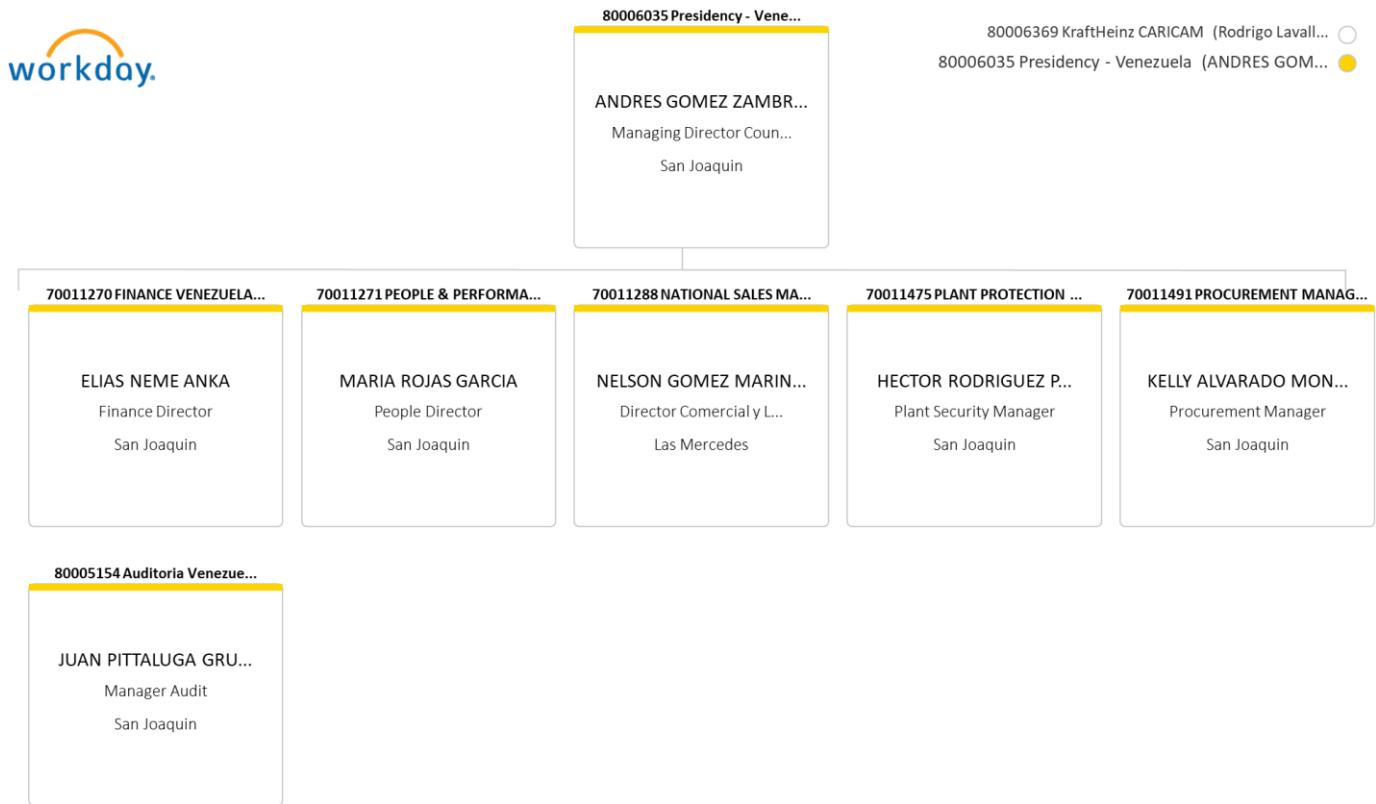 workday.
80006369 KraftHeinz CARICAM (Rodrigo Lavall...
80006035 Presidency - Venezuela (ANDRES GOM...
80006035 Presidency - Vene...
ANDRES GOMEZ ZAMBR...
Managing Director Coun...
San Joaquin
70011270 FINANCE VENEZUELA...
ELIAS NEME ANKA
Finance Director
San Joaquin
70011271 PEOPLE & PERFORMA...
MARIA ROJAS GARCIA
People Director
San Joaquin
70011288 NATIONAL SALES MA...
NELSON GOMEZ MARIN...
Director Comercial y L...
Las Mercedes
70011475 PLANT PROTECTION ...
HECTOR RODRIGUEZ P...
Plant Security Manager
San Joaquin
70011491 PROCUREMENT MANAG...
KELLY ALVARADO MON...
Procurement Manager
San Joaquin
80005154 Auditoria Venezue...
JUAN PITTALUGA GRU...
Manager Audit
San Joaquin